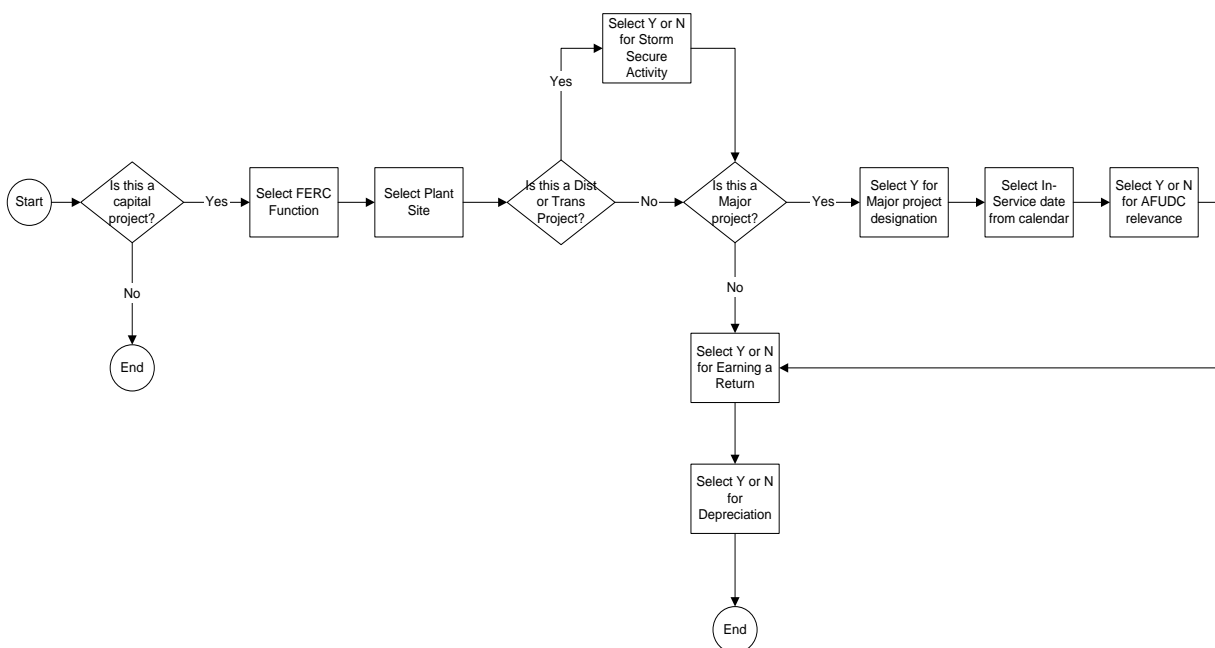 Start
Is this a
capital
project?
Yes
No
End
Select FERC
Function
Select Plant
Site
Is this a Dist
or Trans
Project?
Yes
Select Y or N
for Storm
Secure
Activity
No
Is this a
Major
project?
Yes
Select Y for
Major project
designation
Select In-
Service date
from calendar
Select Y or N
for AFUDC
relevance
No
Select Y or N
for Earning a
Return
Select Y or N
for
Depreciation
End